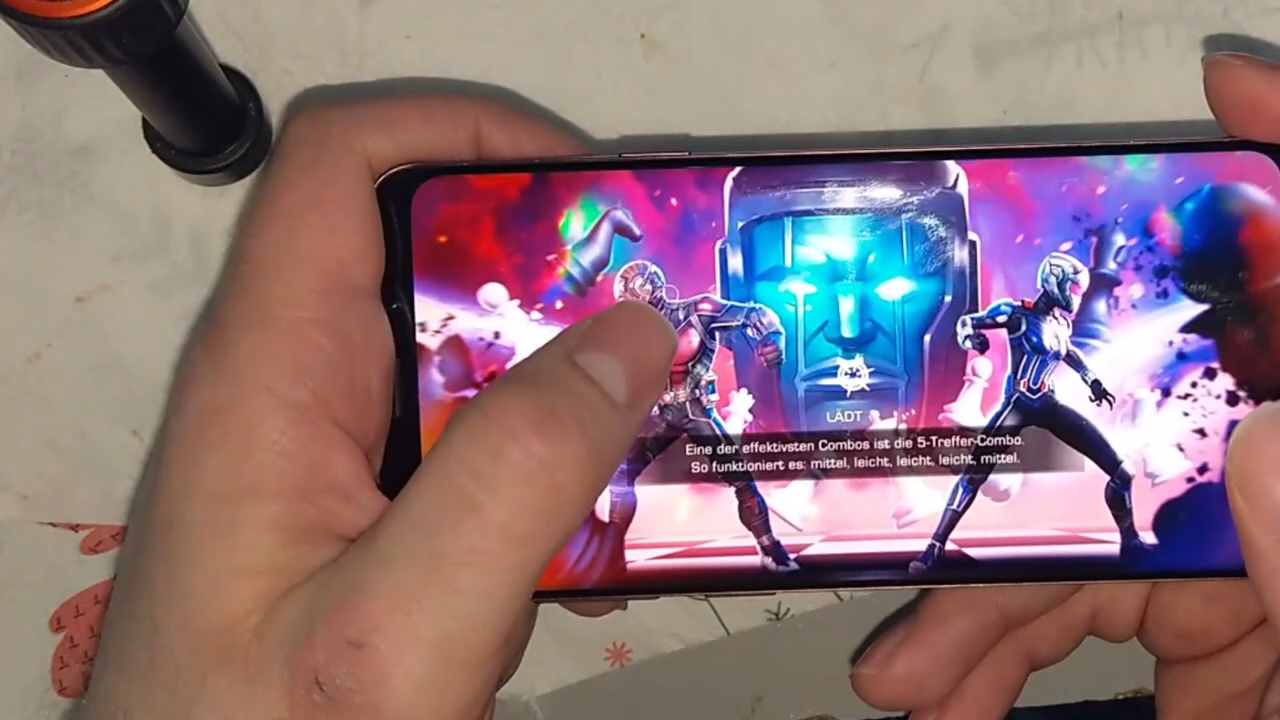 LÄDT
Eine der effektivsten Combos ist die 5-Treffer-Combo.
So funktioniert es: mittel, leicht, leicht, leicht, mittel.